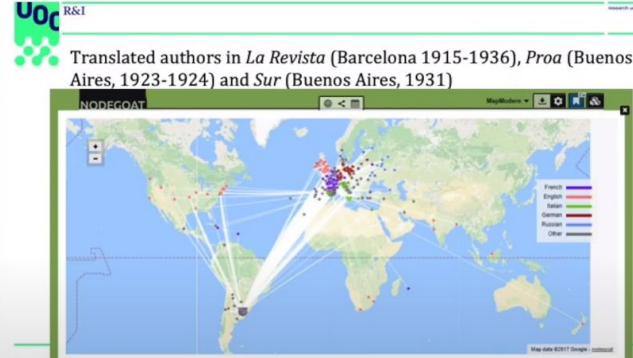 UOC
R&I
research u
Translated authors in La Revista (Barcelona 1915-1936), Proa (Buenos
Aires, 1923-1924) and Sur (Buenos Aires, 1931)
NODEGOAT
MapModern
+
-
French
English
Italian
German
Russian
Other
Map data ©2017 Google